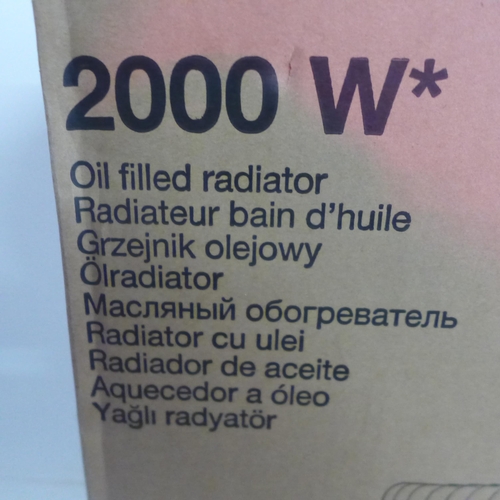 2000 W*
Oil filled radiator
Radiateur bain d'huile
Grzejnik olejowy
Ölradiator
Масляный обогреватель
Radiator cu ulei
Radiador de aceite
Aquecedor a óleo
Yağlı radyatör